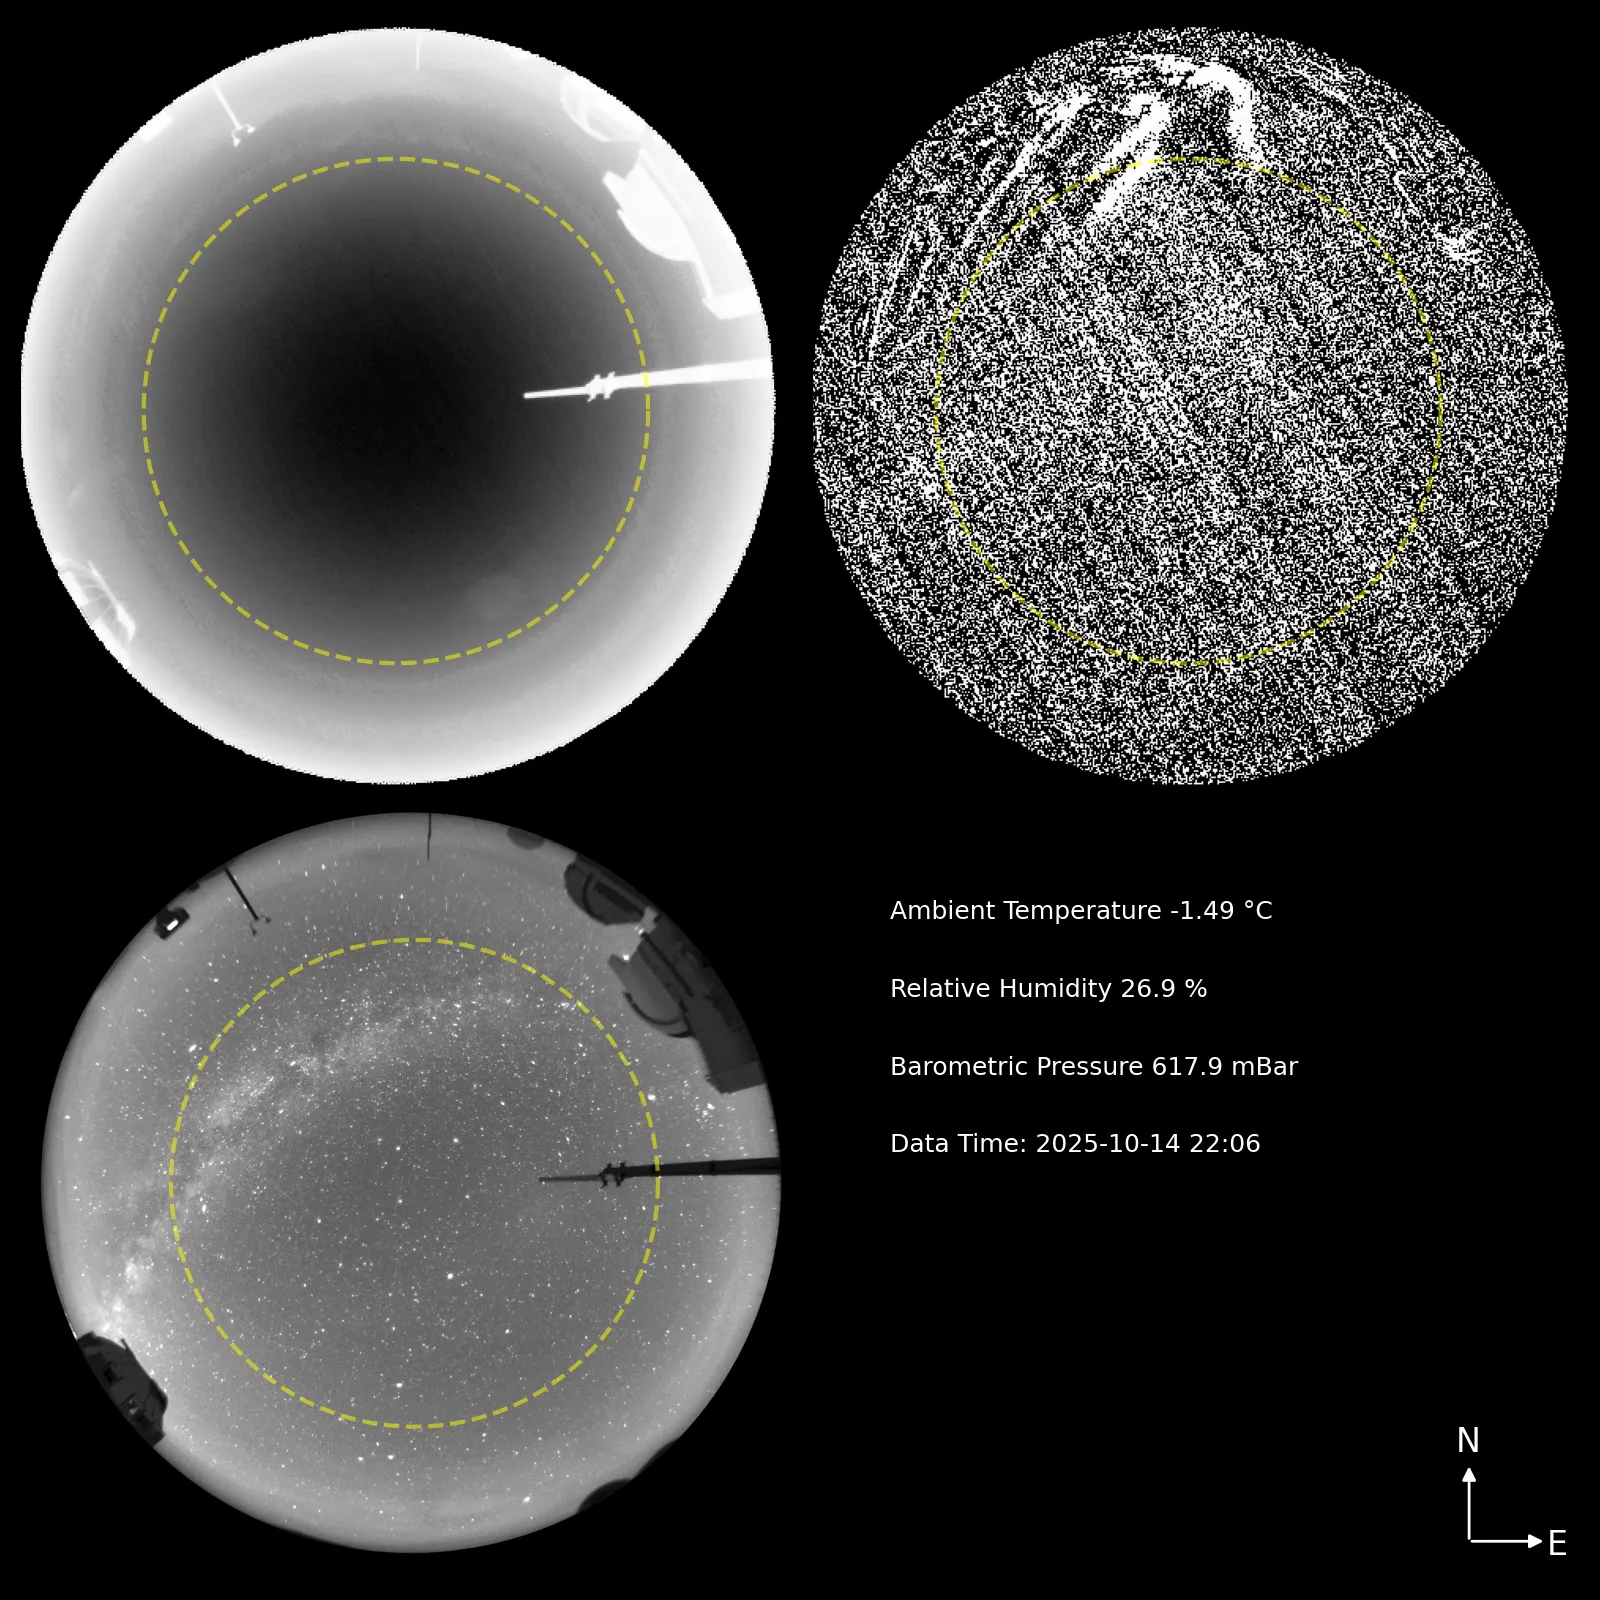 Ambient Temperature -1.49 °C
Relative Humidity 26.9 %
Barometric Pressure 617.9 mBar
Data Time: 2025-10-14 22:06
N
E